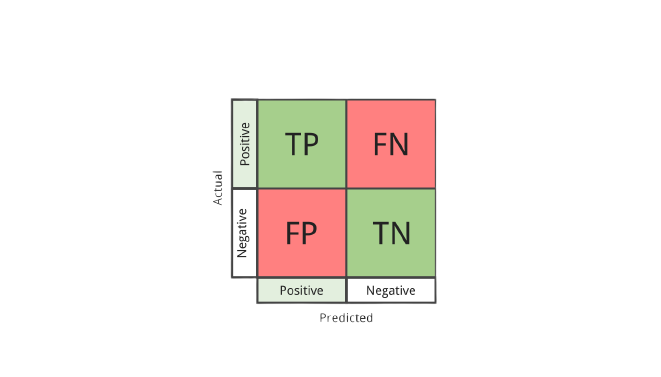 Actual
Positive
TP
FN
Negative
FP
TN
Positive
Negative
Predicted